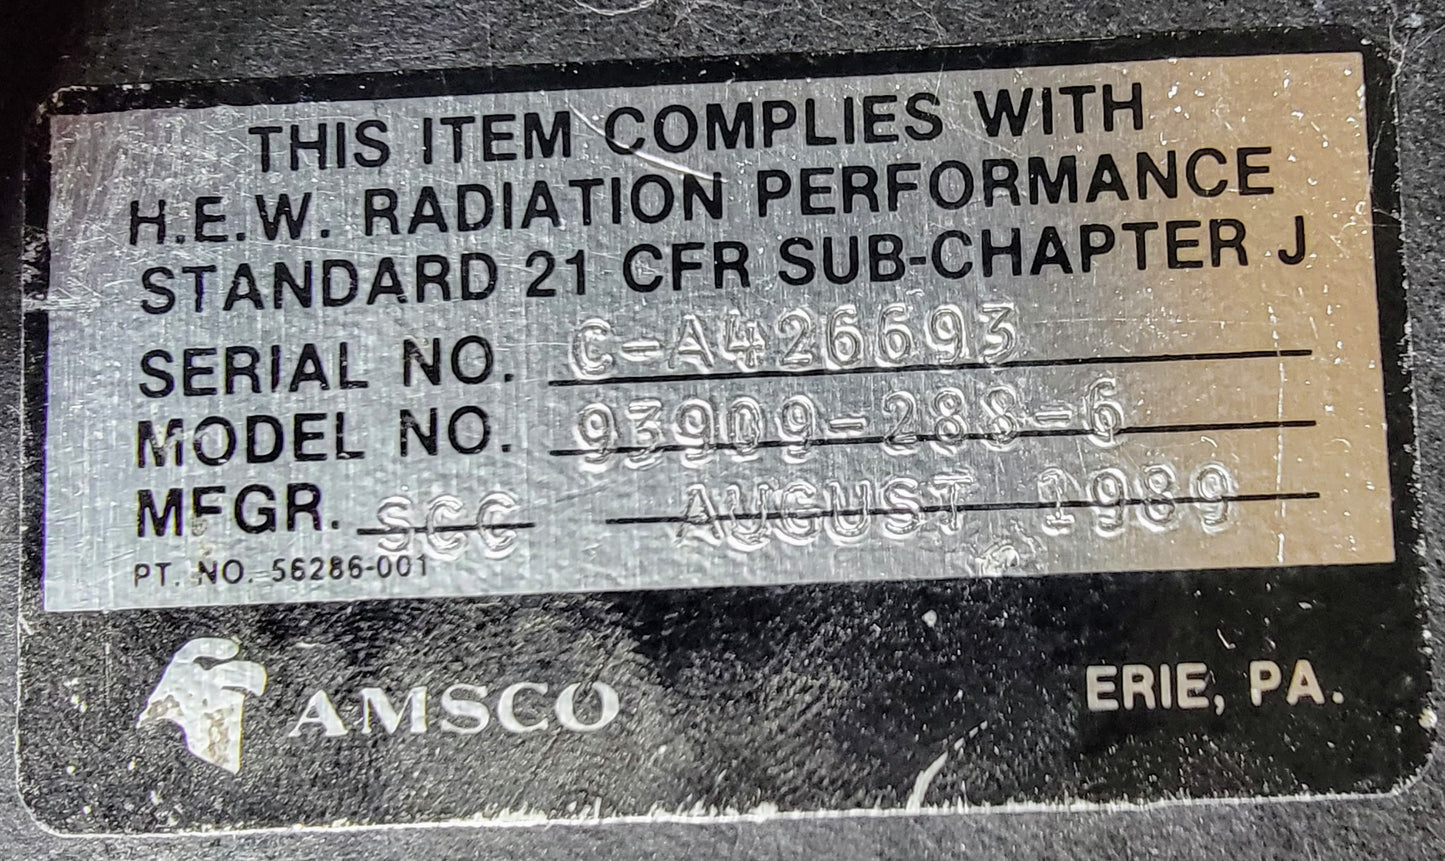 THIS ITEM COMPLIES WITH
H.E.W. RADIATION PERFORMANCE
STANDARD 21 CFR SUB-CHAPTER J
SERIAL NO. C-A426693
MODEL NO. 93909-288-6
MFGR. SCC AUGUST 1989
PT. NO. 56286-001
AMSCO ERIE, PA.